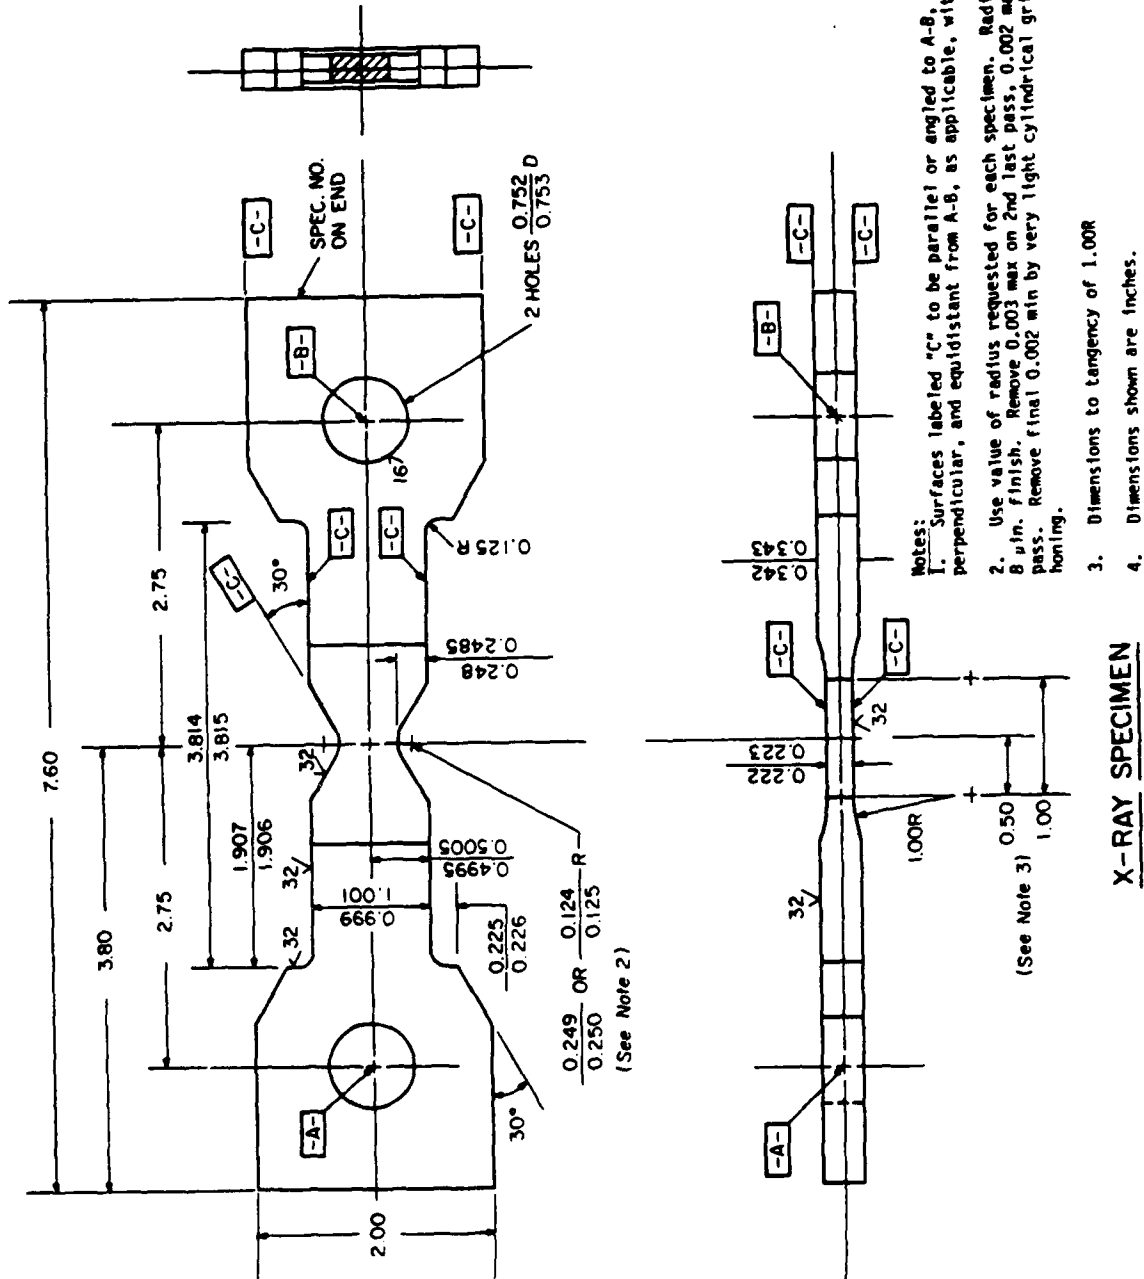 7.60
3.80
2.75
2.75
3.814
3.815
1.907
1.906
-C-
30°
SPEC. NO.
ON END
-C-
-C-
-B-
2 HOLES 0.752 D
0.753
16
-C-
-C-
0.125 R
32
32
32
0.2485
0.248
0.5005
0.4995
1.001
0.999
0.225
0.226
-A-
30°
2.00
0.249 OR 0.124 R
0.250 0.125
(See Note 2)
-A-
-B-
-C-
-C-
-C-
-C-
0.343
0.342
0.223
0.222
32
32
1.00R
0.50
1.00
(See Note 3)
X-RAY SPECIMEN
Notes:
1. Surfaces labeled "C" to be parallel or angled to A-B,
perpendicular, and equidistant from A-B, as applicable,
2. Use value of radius requested for each specimen.
8 µin. finish. Remove 0.003 max on 2nd last pass, 0.002
pass. Remove final 0.002 min by very light cylindrical
honing.
3. Dimensions to tangency of 1.00R
4. Dimensions shown are inches.